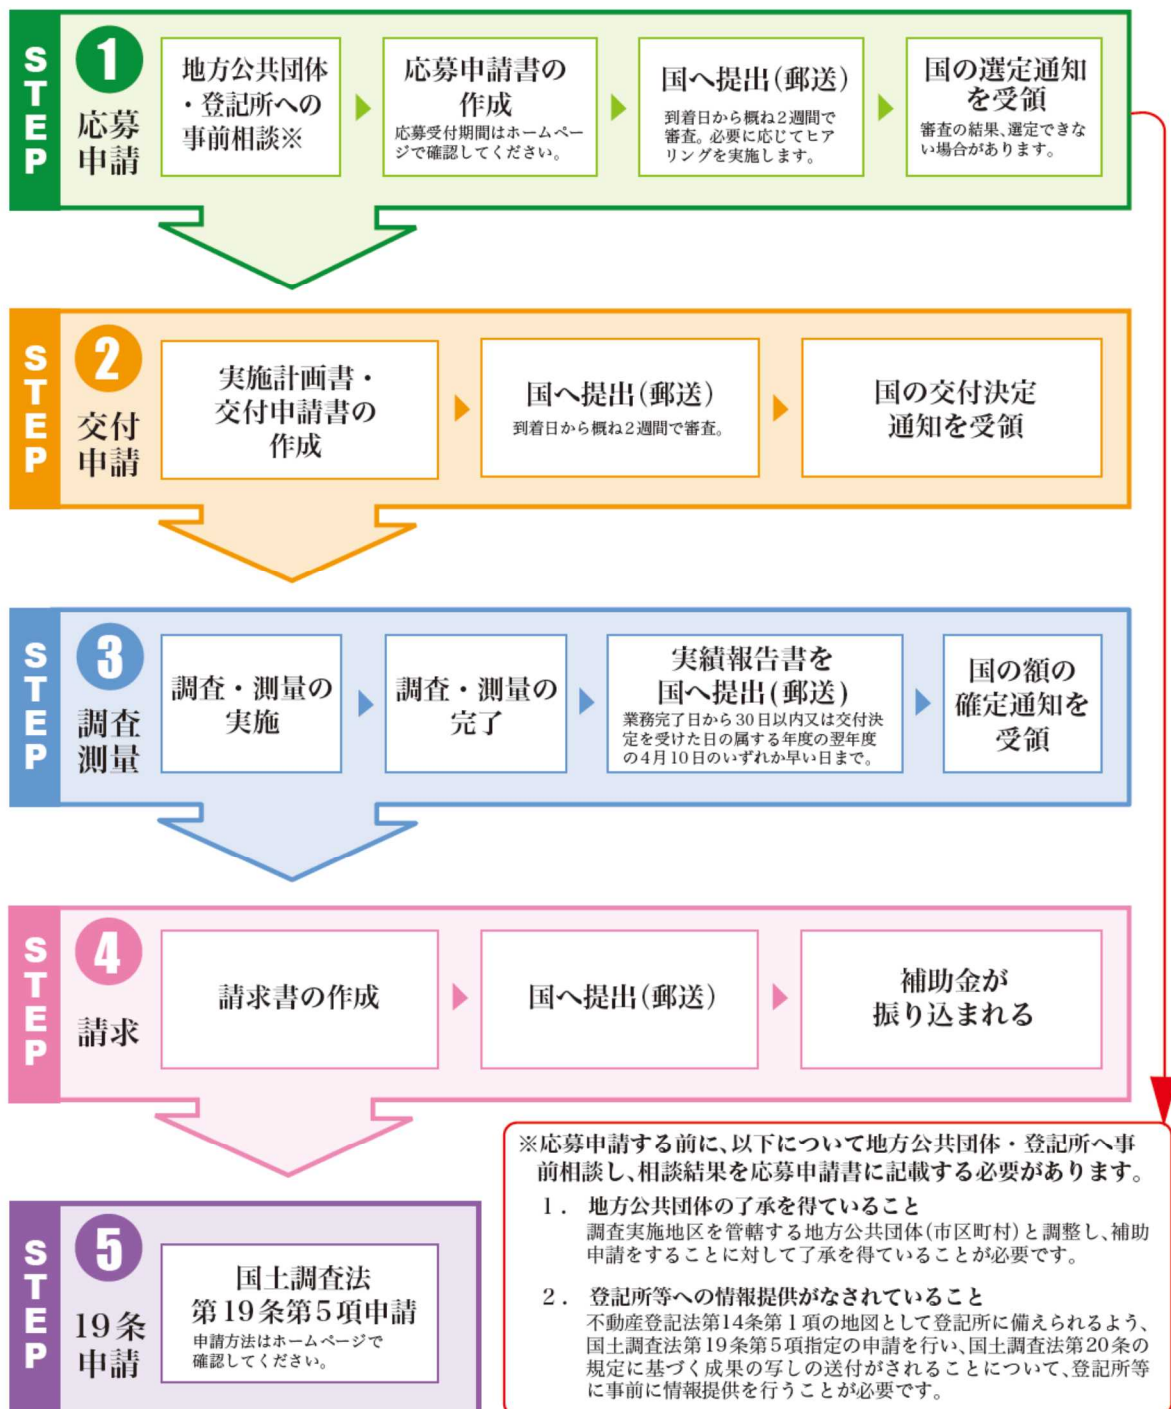 STEP
1
応募
申請
地方公共団体
・登記所への
事前相談※
応募申請書の
作成
応募受付期間はホームペー
ジで確認してください。
国へ提出(郵送)
到着日から概ね2週間で
審査。必要に応じてヒア
リングを実施します。
国の選定通知
を受領
審査の結果、選定できな
い場合があります。
STEP
2
交付
申請
実施計画書・
交付申請書の
作成
国へ提出(郵送)
到着日から概ね2週間で審査。
国の交付決定
通知を受領
STEP
3
調査
測量
調査・測量の
実施
調査・測量の
完了
実績報告書を
国へ提出(郵送)
業務完了日から30日以内又は交付決
定を受けた日の属する年度の翌年度
の4月10日のいずれか早い日まで。
国の額の
確定通知を
受領
STEP
4
請求
請求書の作成
国へ提出(郵送)
補助金が
振り込まれる
STEP
5
19条
申請
国土調査法
第19条第5項申請
申請方法はホームページで
確認してください。
※応募申請する前に、以下について地方公共団体・登記所へ事
前相談し、相談結果を応募申請書に記載する必要があります。
1. 地方公共団体の了承を得ていること
調査実施地区を管轄する地方公共団体(市区町村)と調整し、補助
申請をすることに対して了承を得ていることが必要です。
2. 登記所等への情報提供がなされていること
不動産登記法第14条第1項の地図として登記所に備えられるよう、
国土調査法第19条第5項指定の申請を行い、国土調査法第20条の
規定に基づく成果の写しの送付がされることについて、登記所等
に事前に情報提供を行うことが必要です。